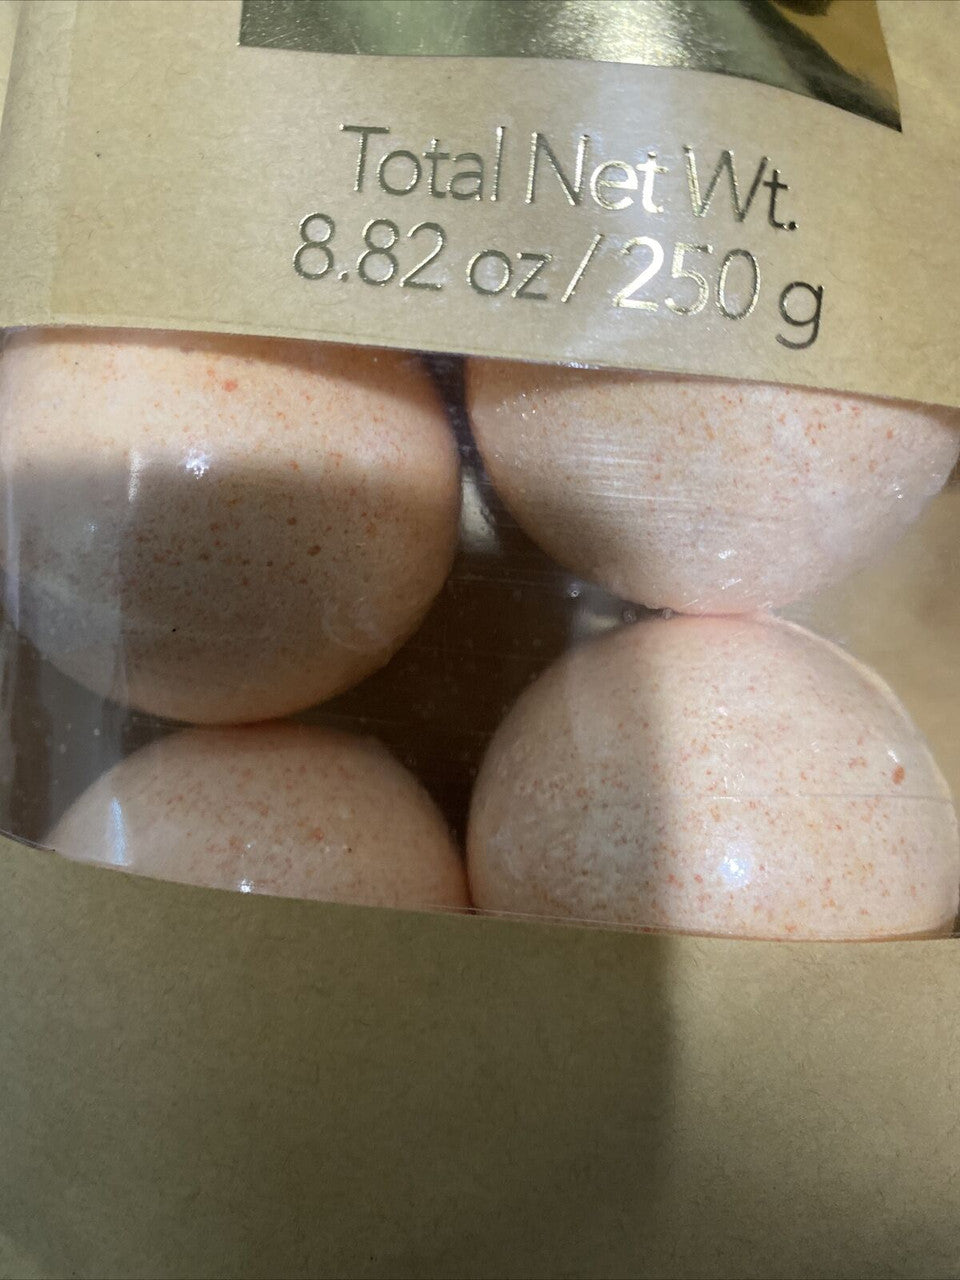 Total Net Wt.
8.82 oz / 250 g